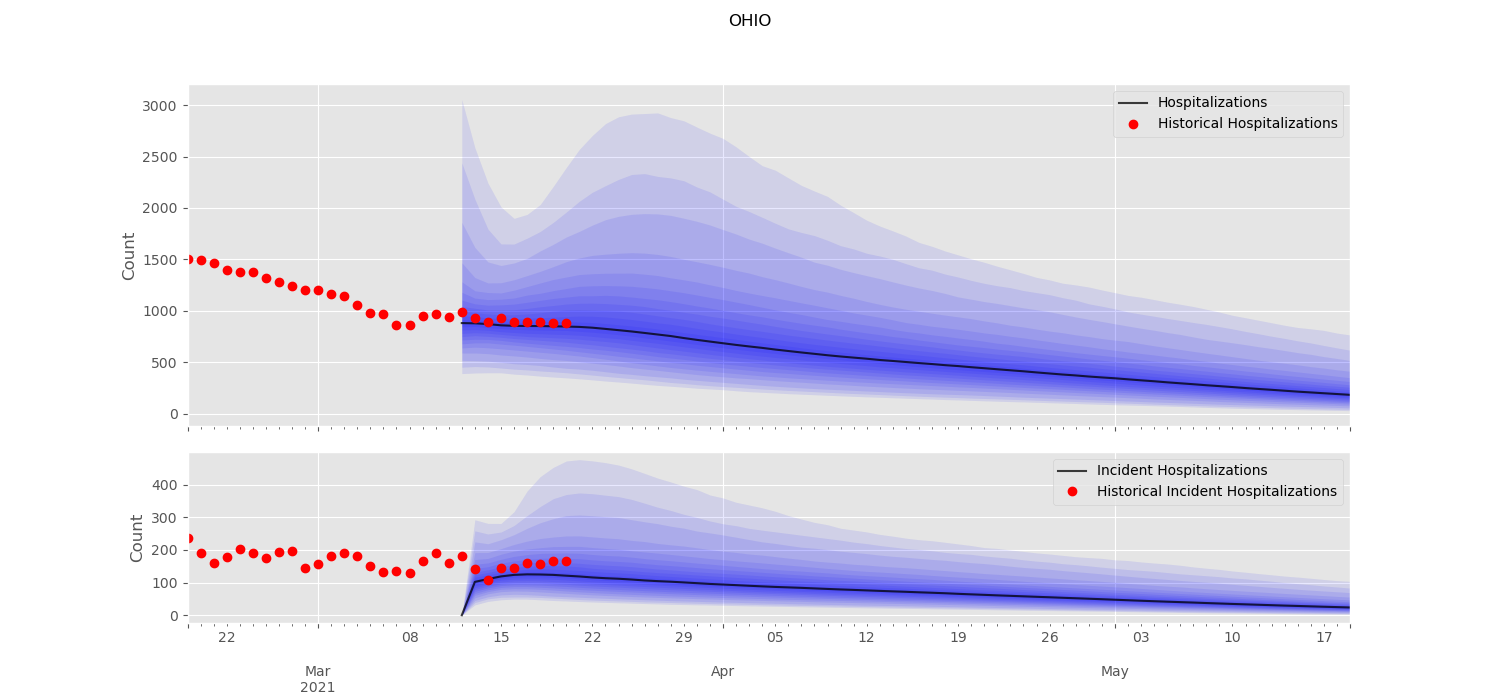 OHIO
3000
2500
2000
1500
1000
500
0
Count
Hospitalizations
Historical Hospitalizations
400
300
200
100
0
Count
Incident Hospitalizations
Historical Incident Hospitalizations
22 08 15 22 29 05 12 19 26 03 10 17
Mar Apr May
2021